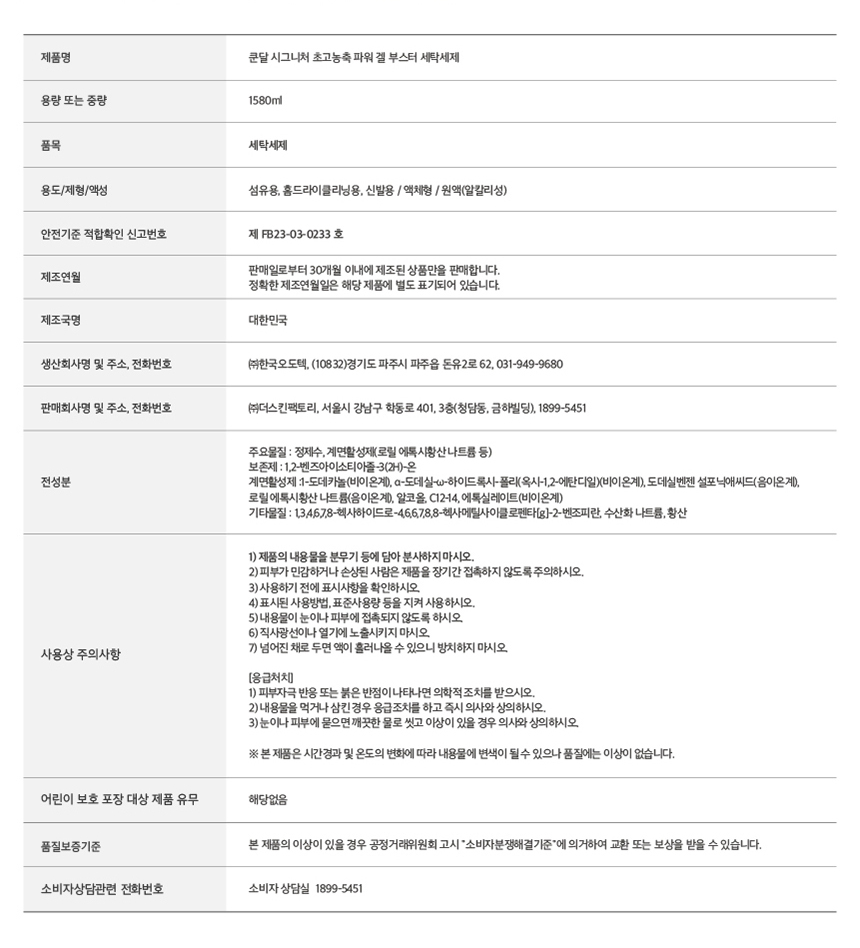 제품명 쿤달 시그니처 초고농축 파워 겔 부스터 세탁세제
용량 또는 중량 1580ml
품목 세탁세제
용도/제형/액성 섬유용, 홈드라이클리닝용, 신발용 / 액체형 / 원액(알칼리성)
안전기준 적합확인 신고번호 제 FB23-03-0233 호
제조연월 판매일로부터 30개월 이내에 제조된 상품만을 판매합니다.
정확한 제조연월일은 해당 제품에 별도 표기되어 있습니다.
제조국명 대한민국
생산회사명 및 주소, 전화번호 ㈜한국오도텍, (10832)경기도 파주시 파주읍 돈유2로 62, 031-949-9680
판매회사명 및 주소, 전화번호 ㈜더스킨팩토리, 서울시 강남구 학동로 401, 3층(청담동, 금하빌딩), 1899-5451
전성분 주요물질 : 정제수, 계면활성제(로릴 에톡시황산 나트륨 등)
보존제 : 1,2-벤즈아이소티아졸-3(2H)-온
계면활성제 :1-도데카놀(비이온계), α-도데실-ω-하이드록시-폴리(옥시-1,2-에탄디일)(비이온계), 도데실벤젠 설포닉애씨드(음이온계),
로릴 에톡시황산 나트륨(음이온계), 알코올, C12-14, 에톡실레이트(비이온계)
기타물질 : 1,3,4,6,7,8-헥사하이드로-4,6,6,7,8,8-헥사메틸사이클로펜타[g]-2-벤조피란, 수산화 나트륨, 황산
사용상 주의사항 1) 제품의 내용물을 분무기 등에 담아 분사하지 마시오.
2) 피부가 민감하거나 손상된 사람은 제품을 장기간 접촉하지 않도록 주의하시오.
3) 사용하기 전에 표시사항을 확인하시오.
4) 표시된 사용방법, 표준사용량 등을 지켜 사용하시오.
5) 내용물이 눈이나 피부에 접촉되지 않도록 하시오.
6) 직사광선이나 열기에 노출시키지 마시오.
7) 넘어진 채로 두면 액이 흘러나올 수 있으니 방치하지 마시오.
[응급처치]
1) 피부자극 반응 또는 붉은 반점이 나타나면 의학적 조치를 받으시오.
2) 내용물을 먹거나 삼킨 경우 응급조치를 하고 즉시 의사와 상의하시오.
3) 눈이나 피부에 묻으면 깨끗한 물로 씻고 이상이 있을 경우 의사와 상의하시오.
※ 본 제품은 시간경과 및 온도의 변화에 따라 내용물에 변색이 될 수 있으나 품질에는 이상이 없습니다.
어린이 보호 포장 대상 제품 유무 해당없음
품질보증기준 본 제품의 이상이 있을 경우 공정거래위원회 고시 "소비자분쟁해결기준"에 의거하여 교환 또는 보상을 받을 수 있습니다.
소비자상담관련 전화번호 소비자 상담실 1899-5451